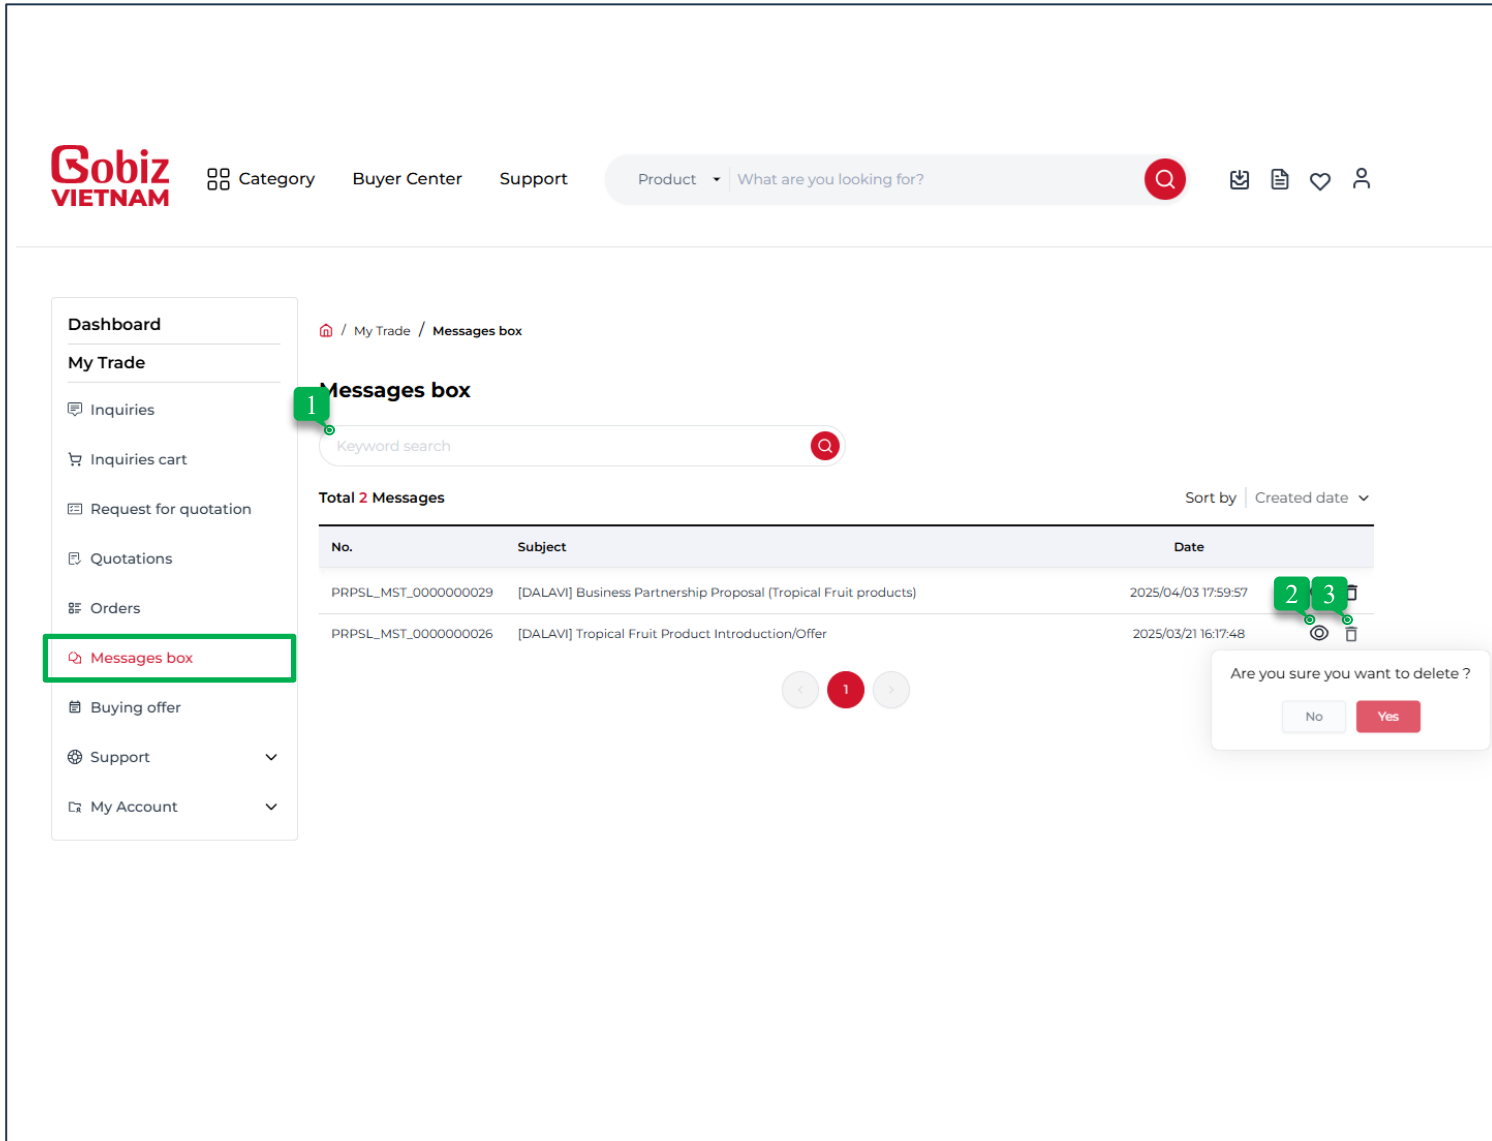 Gobiz
VIETNAM
Category
Buyer Center
Support
Product
What are you looking for?
Dashboard
My Trade
Inquiries
Inquiries cart
Request for quotation
Quotations
Orders
Messages box
Buying offer
Support
My Account
/ My Trade / Messages box
Messages box
1
Keyword search
Total 2 Messages
Sort by Created date
No. Subject Date
PRPSL_MST_0000000029 [DALAVI] Business Partnership Proposal (Tropical Fruit products) 2025/04/03 17:59:57
2 3
PRPSL_MST_0000000026 [DALAVI] Tropical Fruit Product Introduction/Offer 2025/03/21 16:17:48
1
Are you sure you want to delete ?
No Yes